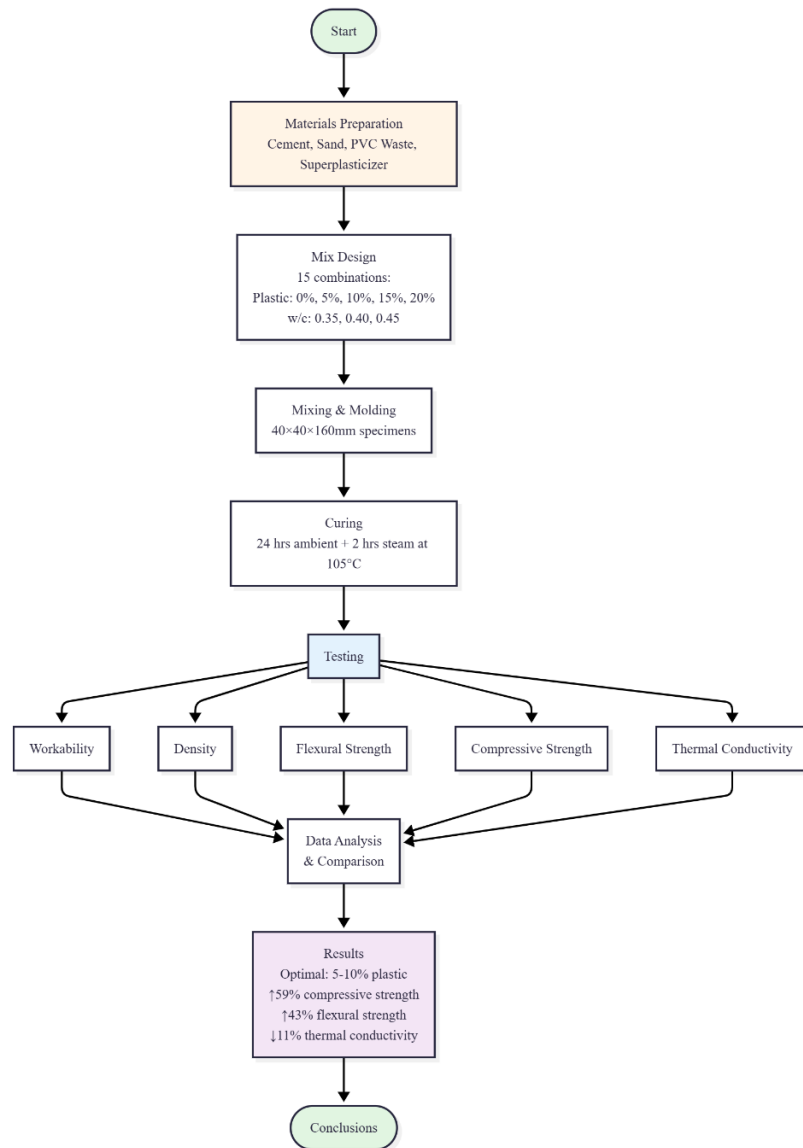 Start
Materials Preparation
Cement, Sand, PVC Waste,
Superplasticizer
Mix Design
15 combinations:
Plastic: 0%, 5%, 10%, 15%, 20%
w/c: 0.35, 0.40, 0.45
Mixing & Molding
40×40×160mm specimens
Curing
24 hrs ambient + 2 hrs steam at
105°C
Testing
Workability
Density
Flexural Strength
Compressive Strength
Thermal Conductivity
Data Analysis
& Comparison
Results
Optimal: 5-10% plastic
↑59% compressive strength
↑43% flexural strength
↓11% thermal conductivity
Conclusions